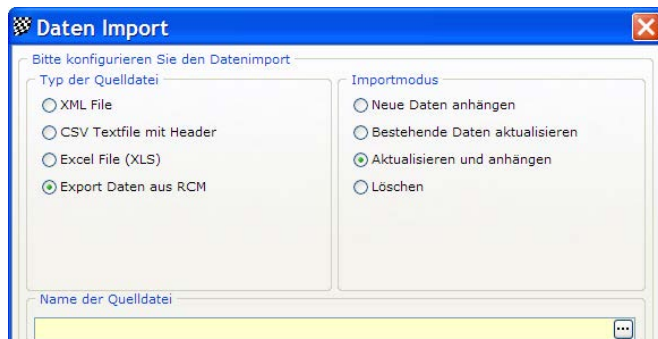 Daten Import
Bitte konfigurieren Sie den Datenimport
Typ der Quelldatei
XML File
CSV Textfile mit Header
Excel File (XLS)
Export Daten aus RCM
Importmodus
Neue Daten anhängen
Bestehende Daten aktualisieren
Aktualisieren und anhängen
Löschen
Name der Quelldatei
...